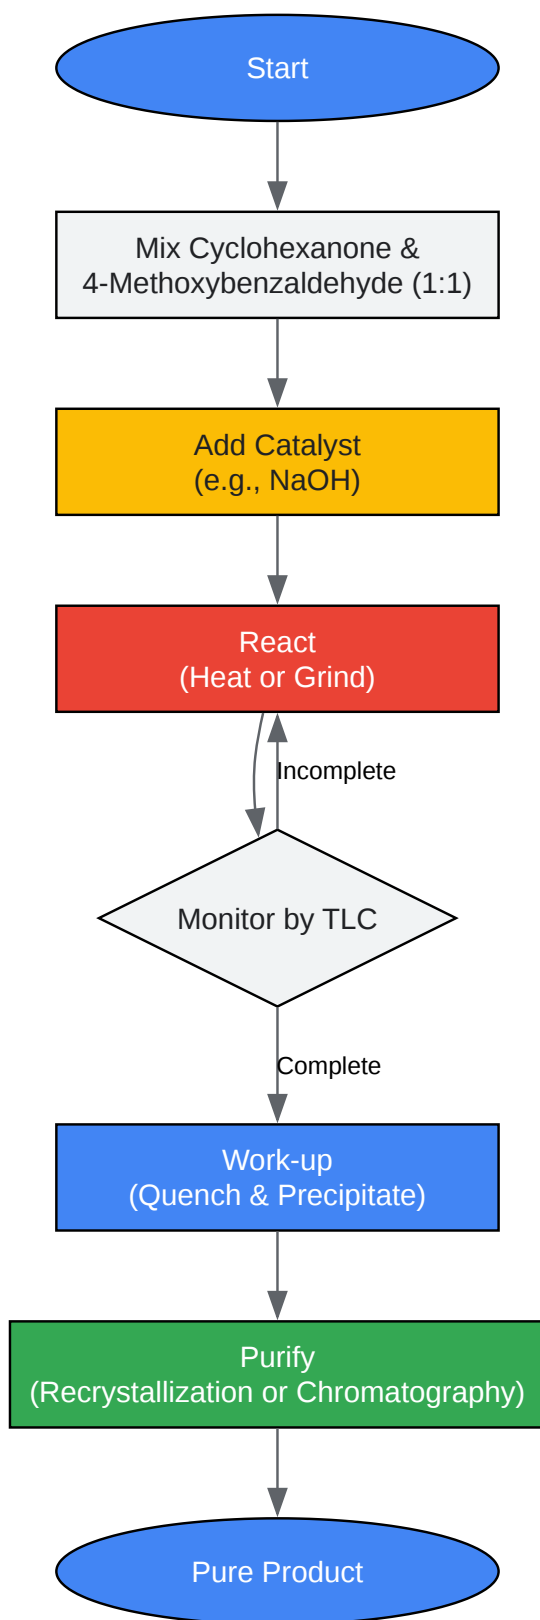 Start
Mix Cyclohexanone &
4-Methoxybenzaldehyde (1:1)
Add Catalyst
(e.g., NaOH)
React
(Heat or Grind)
Incomplete
Monitor by TLC
Complete
Work-up
(Quench & Precipitate)
Purify
(Recrystallization or Chromatography)
Pure Product